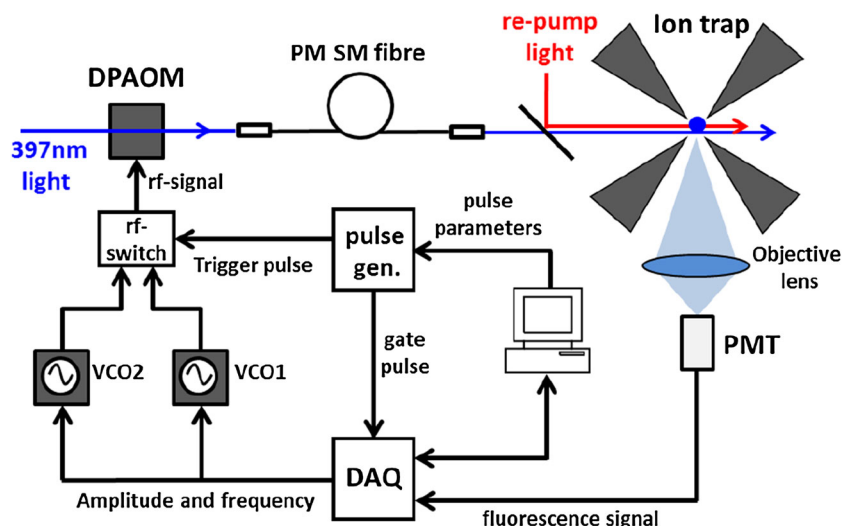 re-pump
light
Ion trap
PM SM fibre
DPAOM
397nm
light
rf-signal
rf-
switch
Trigger pulse
pulse
gen.
pulse
parameters
Objective
lens
gate
pulse
PMT
VCO2
VCO1
DAQ
Amplitude and frequency
fluorescence signal